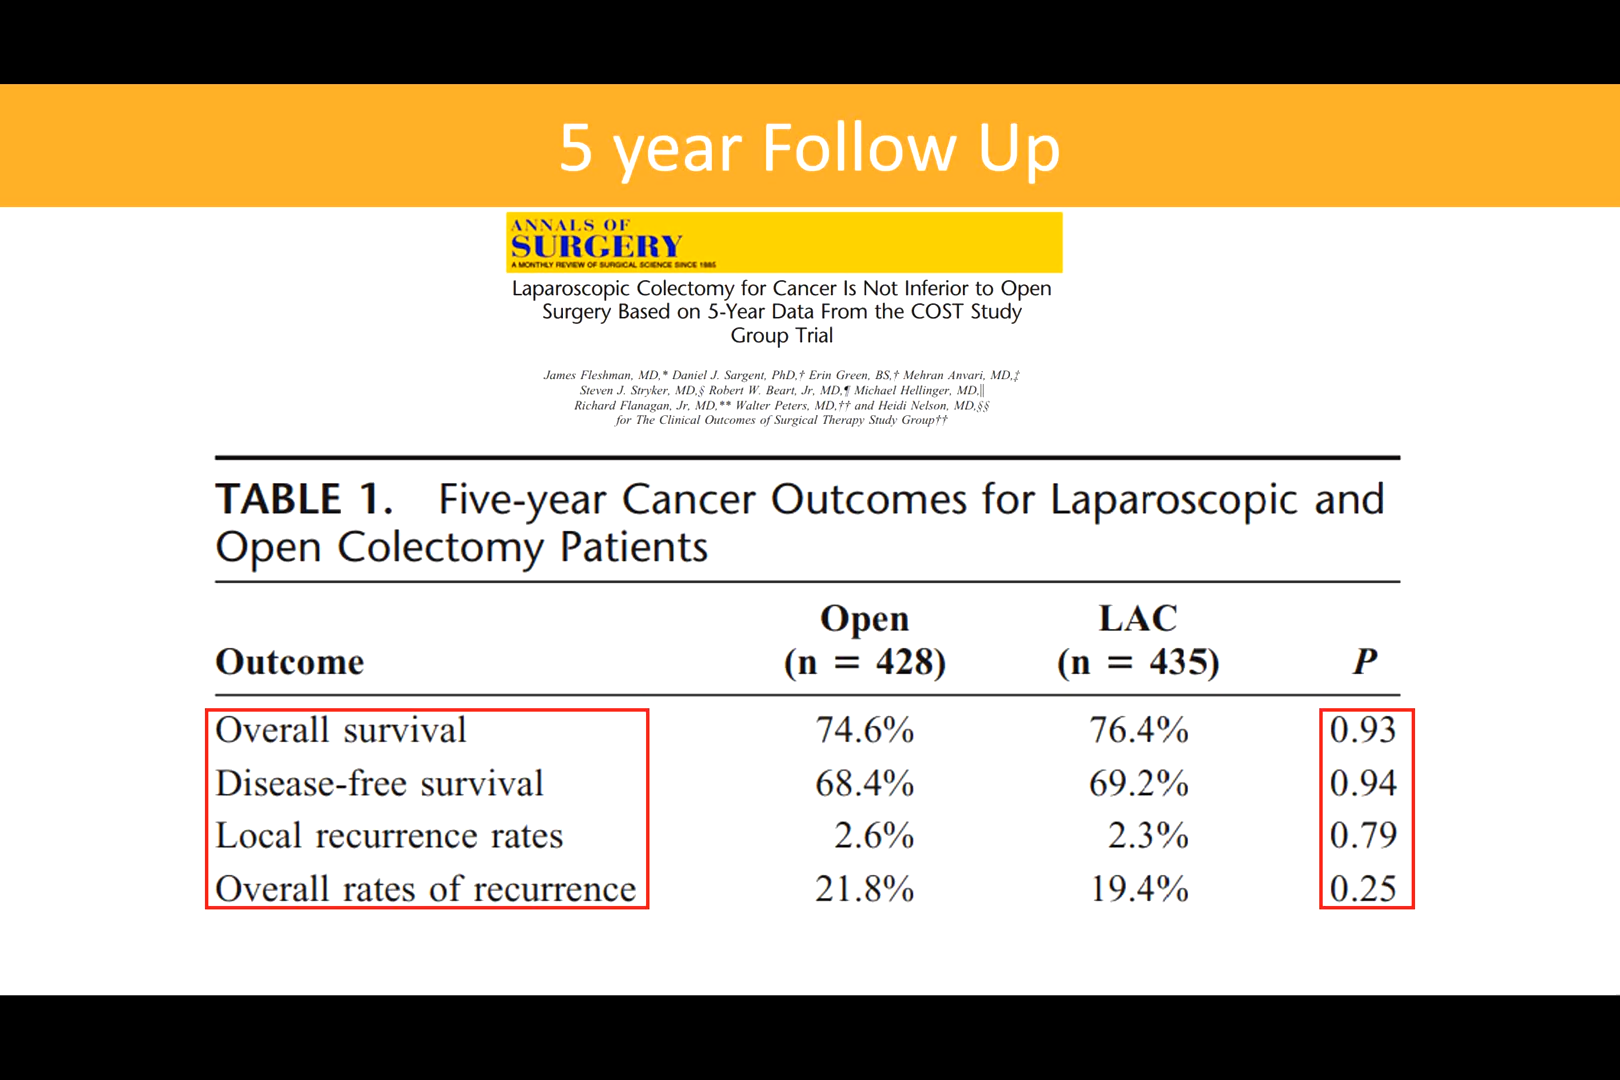 5 year Follow Up
ANNALS OF
SURGERY
A MONTHLY REVIEW OF SURGICAL SCIENCE SINCE 1885
Laparoscopic Colectomy for Cancer Is Not Inferior to Open
Surgery Based on 5-Year Data From the COST Study
Group Trial
James Fleshman, MD,* Daniel J. Sargent, PhD,† Erin Green, BS,† Mehran Anvari, MD,‡
Steven J. Stryker, MD,§ Robert W. Beart, Jr, MD,¶ Michael Hellinger, MD,‖
Richard Flanagan, Jr, MD,** Walter Peters, MD,†† and Heidi Nelson, MD,§§
for The Clinical Outcomes of Surgical Therapy Study Group††
TABLE 1. Five-year Cancer Outcomes for Laparoscopic and
Open Colectomy Patients
Open LAC
Outcome (n = 428) (n = 435) P
Overall survival 74.6% 76.4% 0.93
Disease-free survival 68.4% 69.2% 0.94
Local recurrence rates 2.6% 2.3% 0.79
Overall rates of recurrence 21.8% 19.4% 0.25